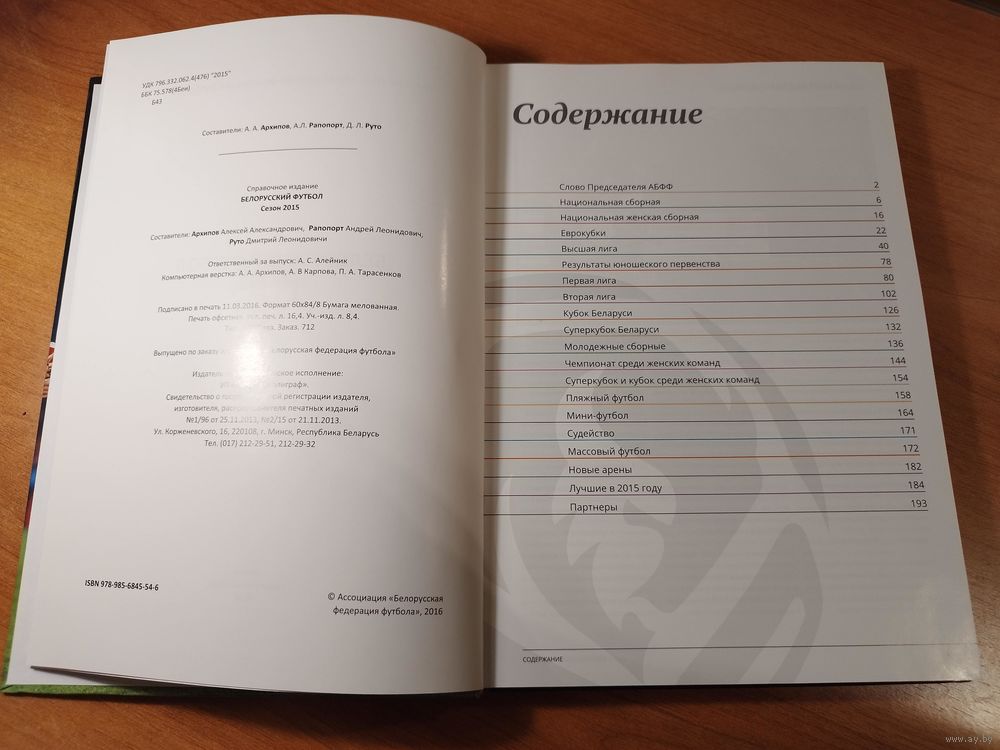 УДК 796.332.062.4(476) "2015"
ББК 75.578(4Беи)
Б43
Составители: А. А. Архипов, А.Л. Рапопорт, Д. Л. Руто
Справочное издание
БЕЛОРУССКИЙ ФУТБОЛ
Сезон 2015
Составители: Архипов Алексей Александрович, Рапопорт Андрей Леонидович,
Руто Дмитрий Леонидовичи
Ответственный за выпуск: А. С. Алейник
Компьютерная верстка: А. А. Архипов, А. В Карпова, П. А. Тарасенков
Подписано в печать 11.03.2016. Формат 60х84/8 Бумага мелованная.
Печать офсетная. печ. л. 16,4. Уч.-изд. л. 8,4.
Заказ. 712
Выпущено по заказу федерация футбола»
исполнение:
Свидетельство о регистрации издателя,
изготовителя, печатных изданий
№1/96 от 25.11.2013, №2/15 от 21.11.2013.
Ул. Корженевского, 16, 220108, г. Минск, Республика Беларусь
Тел. (017) 212-29-51, 212-29-32
ISBN 978-985-6845-54-6
© Ассоциация «Белорусская
федерация футбола», 2016
Содержание
Слово Председателя АБФФ 2
Национальная сборная 6
Национальная женская сборная 16
Еврокубки 22
Высшая лига 40
Результаты юношеского первенства 78
Первая лига 80
Вторая лига 102
Кубок Беларуси 126
Суперкубок Беларуси 132
Молодежные сборные 136
Чемпионат среди женских команд 144
Суперкубок и кубок среди женских команд 154
Пляжный футбол 158
Мини-футбол 164
Судейство 171
Массовый футбол 172
Новые арены 182
Лучшие в 2015 году 184
Партнеры 193
СОДЕРЖАНИЕ
www.ay.by